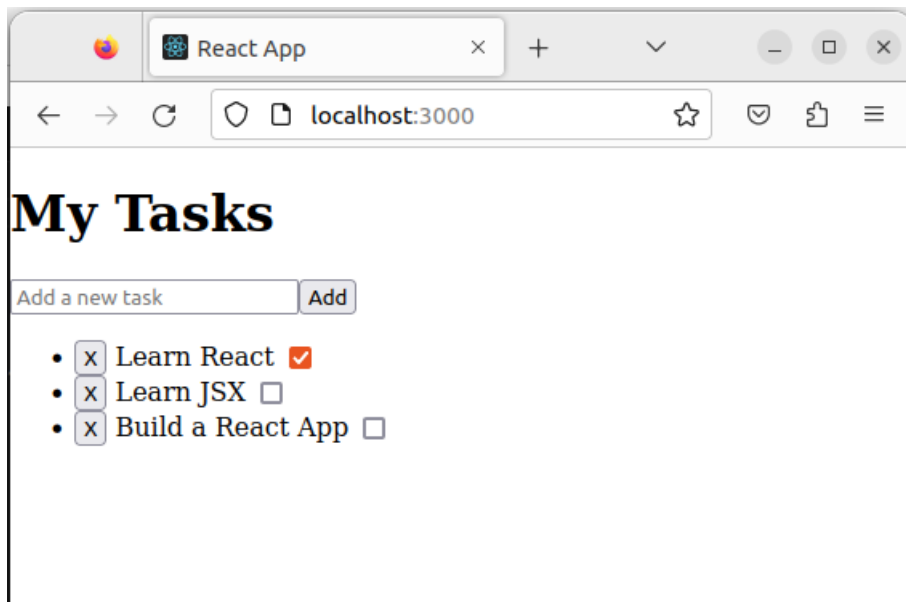 React App
localhost:3000
My Tasks
Add a new task Add
x Learn React
x Learn JSX
x Build a React App